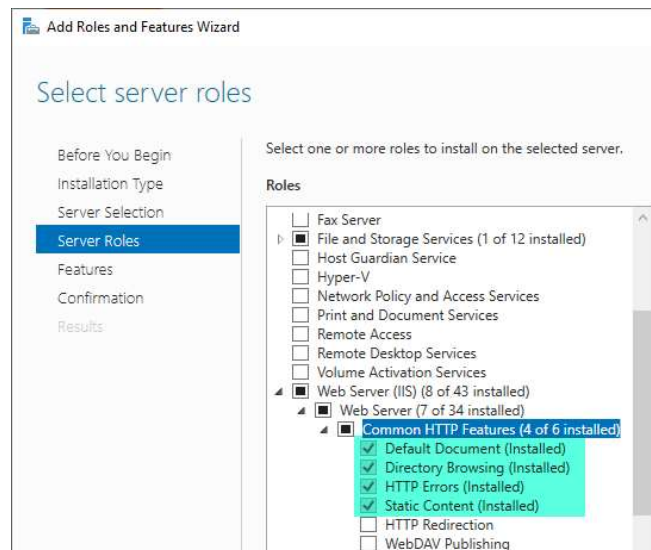 Add Roles and Features Wizard
Select server roles
Before You Begin
Installation Type
Server Selection
Server Roles
Features
Confirmation
Results
Select one or more roles to install on the selected server.
Roles
Fax Server
File and Storage Services (1 of 12 installed)
Host Guardian Service
Hyper-V
Network Policy and Access Services
Print and Document Services
Remote Access
Remote Desktop Services
Volume Activation Services
Web Server (IIS) (8 of 43 installed)
Web Server (7 of 34 installed)
Common HTTP Features (4 of 6 installed)
Default Document (Installed)
Directory Browsing (Installed)
HTTP Errors (Installed)
Static Content (Installed)
HTTP Redirection
WebDAV Publishing